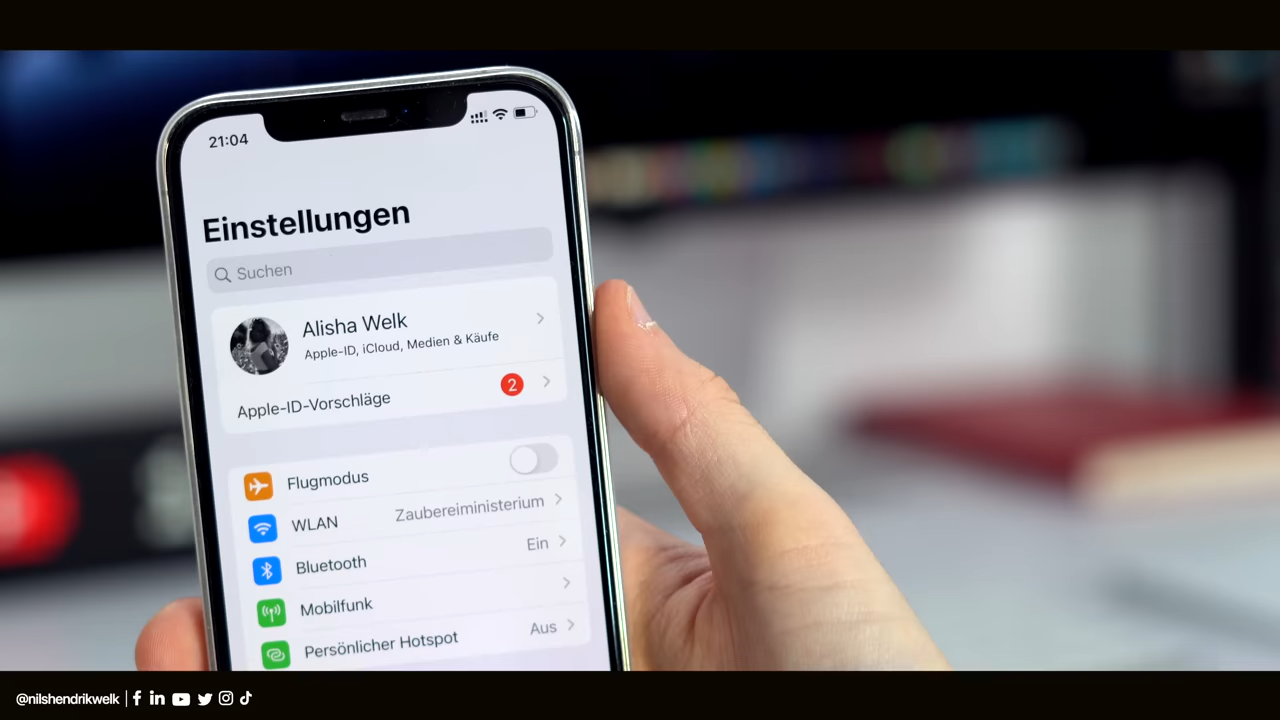 21:04
Einstellungen
Suchen
Alisha Welk
Apple-ID, iCloud, Medien & Käufe
Apple-ID-Vorschläge 2
Flugmodus
WLAN Zaubereiministerium
Bluetooth Ein
Mobilfunk
Persönlicher Hotspot Aus
@nilshendrikwelk